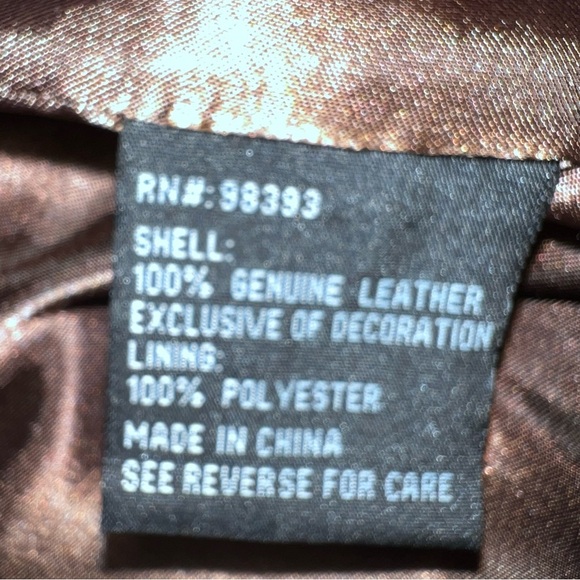 RN#: 98393
SHELL:
100% GENUINE LEATHER
EXCLUSIVE OF DECORATION
LINING:
100% POLYESTER
MADE IN CHINA
SEE REVERSE FOR CARE